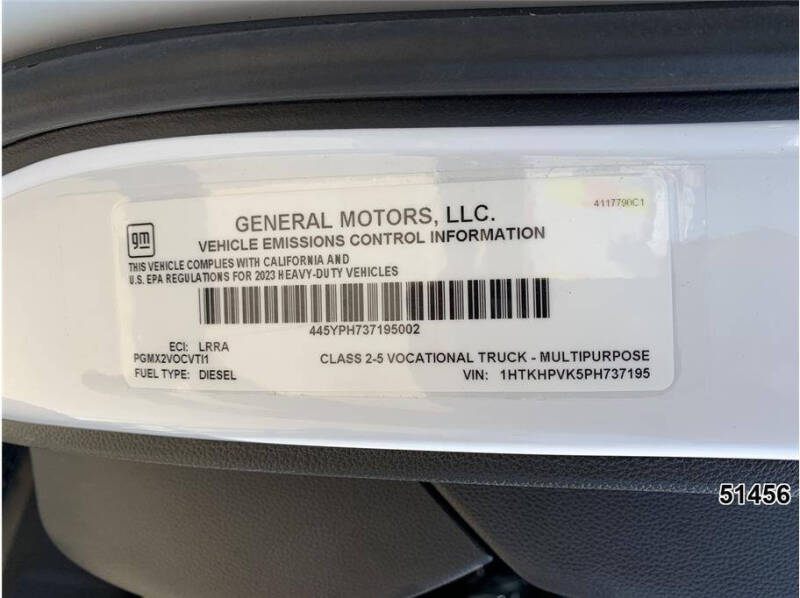 4117790C1
gm
GENERAL MOTORS, LLC.
VEHICLE EMISSIONS CONTROL INFORMATION
THIS VEHICLE COMPLIES WITH CALIFORNIA AND
U.S. EPA REGULATIONS FOR 2023 HEAVY-DUTY VEHICLES
445YPH737195002
ECI: LRRA
PGMX2VOCVTI1
CLASS 2-5 VOCATIONAL TRUCK - MULTIPURPOSE
FUEL TYPE: DIESEL
VIN: 1HTKHPVK5PH737195
51456